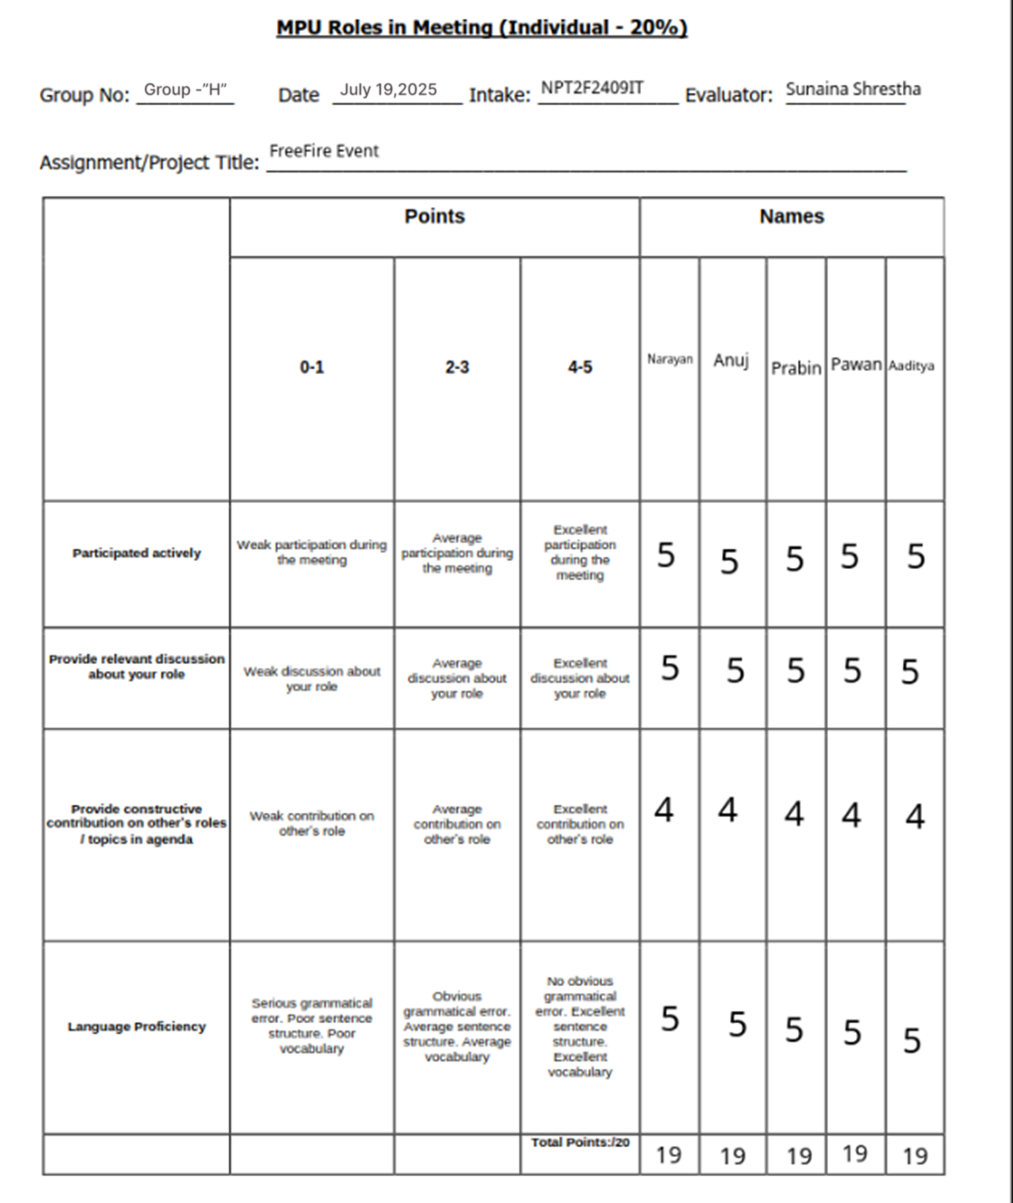 MPU Roles in Meeting (Individual - 20%)
Group No: Group -"H" Date July 19,2025 Intake: NPT2F2409IT Evaluator: Sunaina Shrestha
Assignment/Project Title: FreeFire Event
Points Names
0-1 2-3 4-5 Narayan Anuj Prabin Pawan Aaditya
Participated actively
Weak participation during
the meeting
Average
participation during
the meeting
Excellent
participation
during the
meeting
5 5 5 5 5
Provide relevant discussion
about your role
Weak discussion about
your role
Average
discussion about
your role
Excellent
discussion about
your role
5 5 5 5 5
Provide constructive
contribution on other's roles
/ topics in agenda
Weak contribution on
other's role
Average
contribution on
other's role
Excellent
contribution on
other's role
4 4 4 4 4
Language Proficiency
Serious grammatical
error. Poor sentence
structure. Poor
vocabulary
Obvious
grammatical error.
Average sentence
structure. Average
vocabulary
No obvious
grammatical
error. Excellent
sentence
structure.
Excellent
vocabulary
5 5 5 5 5
Total Points:/20 19 19 19 19 19